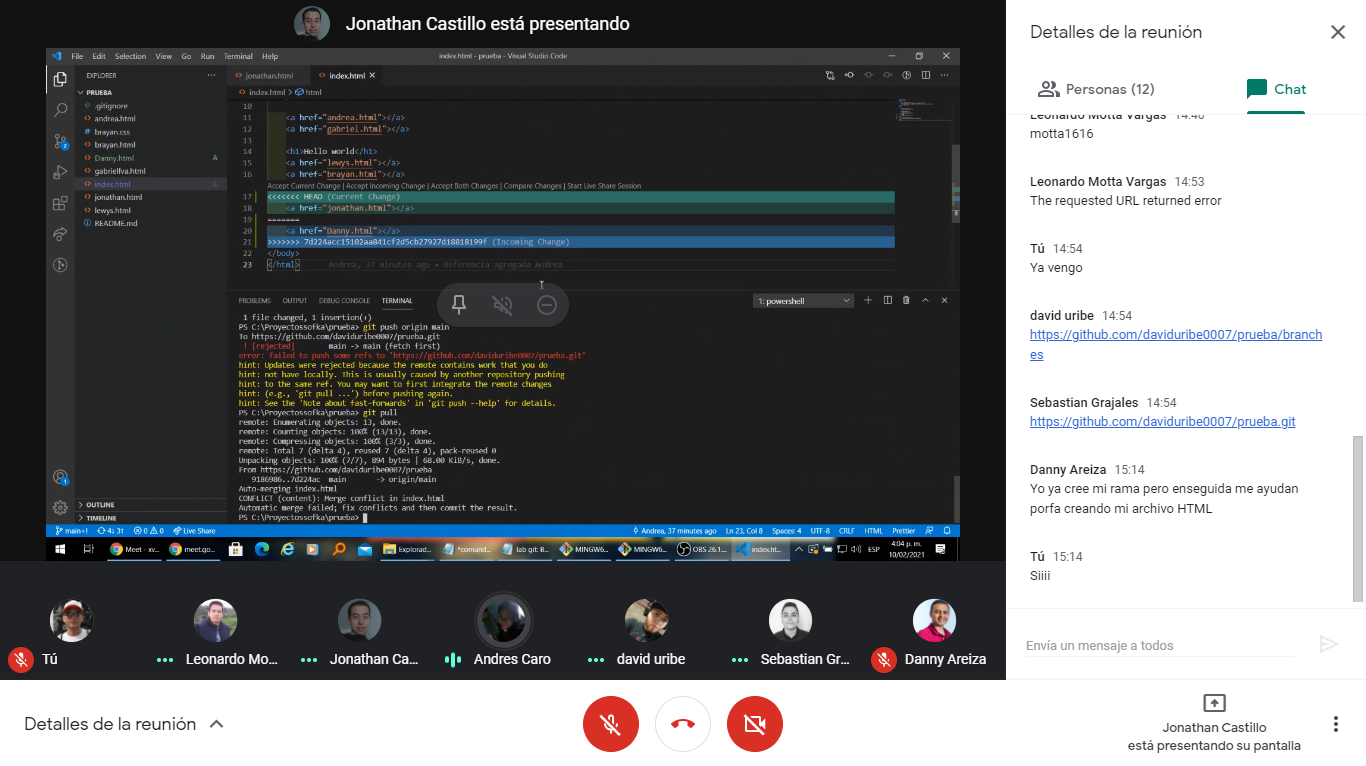 Jonathan Castillo está presentando
File Edit Selection View Go Run Terminal Help
index.html - prueba - Visual Studio Code
EXPLORER
PRUEBA
.gitignore
andrea.html
brayan.css
brayan.html
Danny.html A
gabriellva.html
index.html C
jonathan.html
lewys.html
README.md
OUTLINE
TIMELINE
jonathan.html
index.html
index.html > html
10
11 <a href="andrea.html"></a>
12 <a href="gabriel.html"></a>
13
14 <h1>Hello world</h1>
15 <a href="lewys.html"></a>
16 <a href="brayan.html"></a>
Accept Current Change | Accept Incoming Change | Accept Both Changes | Compare Changes | Start Live Share Session
17 <<<<<<< HEAD (Current Change)
18 <a href="jonathan.html"></a>
19 =======
20 <a href="Danny.html"></a>
21 >>>>>>> 7d224acc15102aa841cf2d5cb27927d18818199f (Incoming Change)
22 </body>
23 </html> Andrea, 37 minutes ago • Referencia agregada Andrea
PROBLEMS OUTPUT DEBUG CONSOLE TERMINAL
1: powershell
1 file changed, 1 insertion(+)
PS C:\Proyectossofka\prueba> git push origin main
To https://github.com/daviduribe0007/prueba.git
! [rejected] main -> main (fetch first)
error: failed to push some refs to 'https://github.com/daviduribe0007/prueba.git'
hint: Updates were rejected because the remote contains work that you do
hint: not have locally. This is usually caused by another repository pushing
hint: to the same ref. You may want to first integrate the remote changes
hint: (e.g., 'git pull ...') before pushing again.
hint: See the 'Note about fast-forwards' in 'git push --help' for details.
PS C:\Proyectossofka\prueba> git pull
remote: Enumerating objects: 13, done.
remote: Counting objects: 100% (13/13), done.
remote: Compressing objects: 100% (3/3), done.
remote: Total 7 (delta 4), reused 7 (delta 4), pack-reused 0
Unpacking objects: 100% (7/7), 894 bytes | 68.00 KiB/s, done.
From https://github.com/daviduribe0007/prueba
9186986..7d224ac main -> origin/main
Auto-merging index.html
CONFLICT (content): Merge conflict in index.html
Automatic merge failed; fix conflicts and then commit the result.
PS C:\Proyectossofka\prueba>
main+! 4↓ 3↑ 0 0 Live Share
Andrea, 37 minutes ago Ln 23, Col 8 Spaces: 4 UTF-8 CRLF HTML Prettier
Meet - xv...
meet.goo...
Explorad...
*comand...
lab git: B...
MINGW6...
MINGW6...
OBS 26.1...
index.ht...
ESP
4:04 p. m.
10/02/2021
Tú
Leonardo Mo...
Jonathan Ca...
Andres Caro
david uribe
Sebastian Gr...
Danny Areiza
Detalles de la reunión
Detalles de la reunión
Personas (12)
Chat
Leonardo Motta Vargas 14:46
motta1616
Leonardo Motta Vargas 14:53
The requested URL returned error
Tú 14:54
Ya vengo
david uribe 14:54
https://github.com/daviduribe0007/prueba/branch
es
Sebastian Grajales 14:54
https://github.com/daviduribe0007/prueba.git
Danny Areiza 15:14
Yo ya cree mi rama pero enseguida me ayudan
porfa creando mi archivo HTML
Tú 15:14
Siiii
Envía un mensaje a todos
Jonathan Castillo
está presentando su pantalla